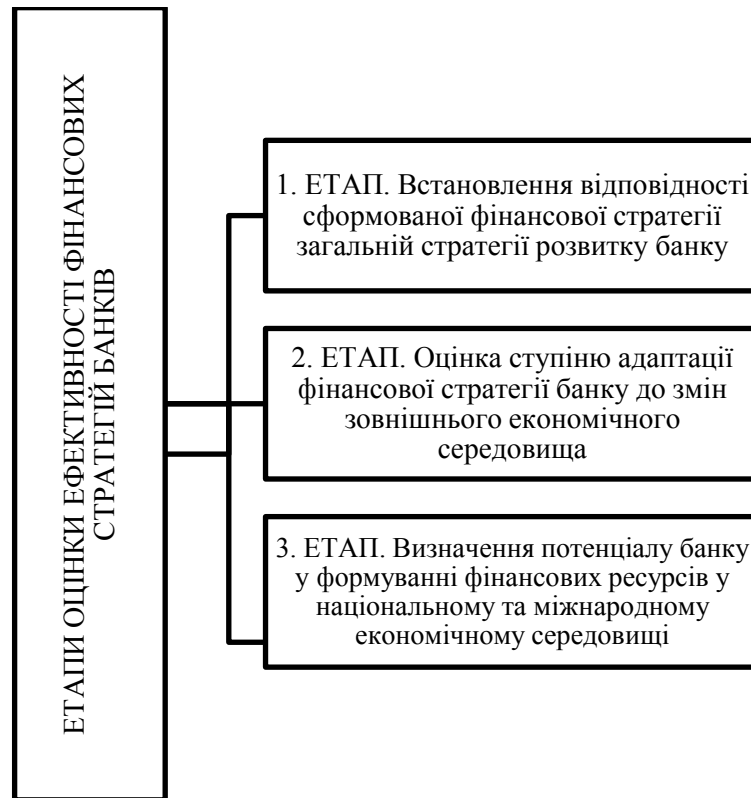 ЕТАПИ ОЦІНКИ ЕФЕКТИВНОСТІ ФІНАНСОВИХ
СТРАТЕГІЙ БАНКІВ
1. ЕТАП. Встановлення відповідності
сформованої фінансової стратегії
загальній стратегії розвитку банку
2. ЕТАП. Оцінка ступіню адаптації
фінансової стратегії банку до змін
зовнішнього економічного
середовища
3. ЕТАП. Визначення потенціалу банку
у формуванні фінансових ресурсів у
національному та міжнародному
економічному середовищі